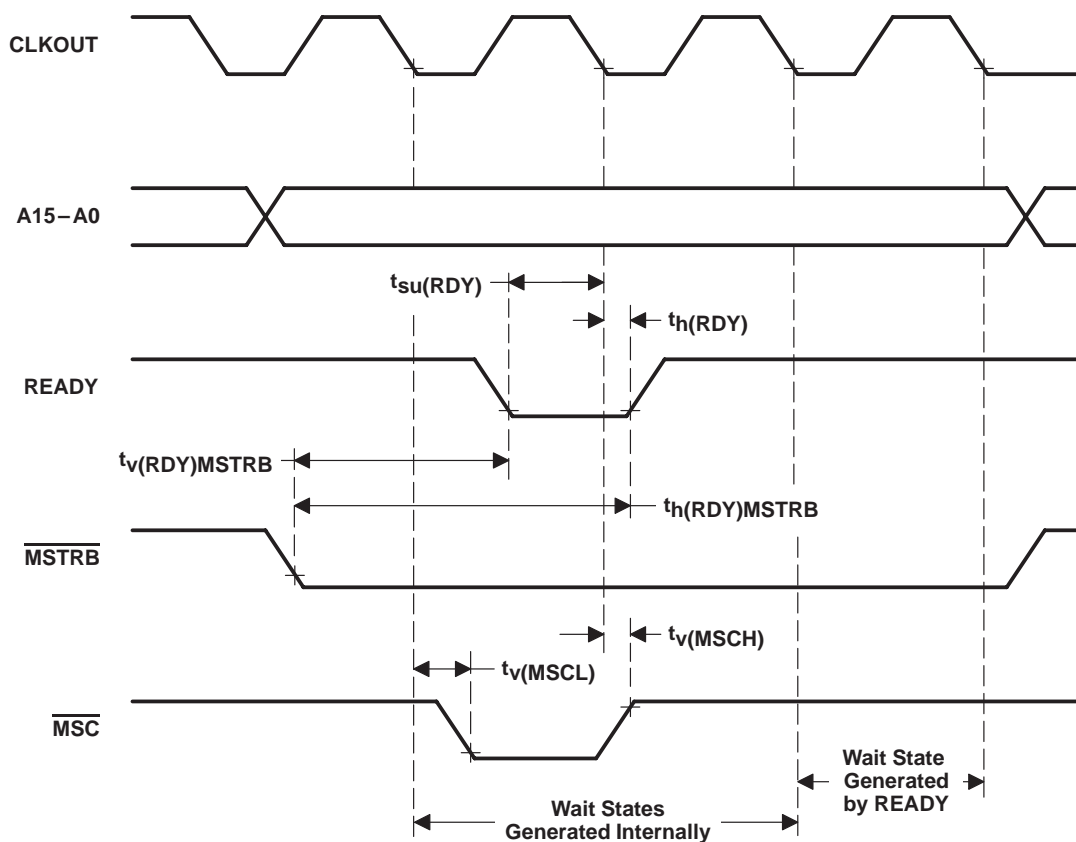 CLKOUT
A15–A0
tsu(RDY)
th(RDY)
READY
tv(RDY)MSTRB
th(RDY)MSTRB
MSTRB
tv(MSCH)
tv(MSCL)
MSC
Wait State
Generated
by READY
Wait States
Generated Internally